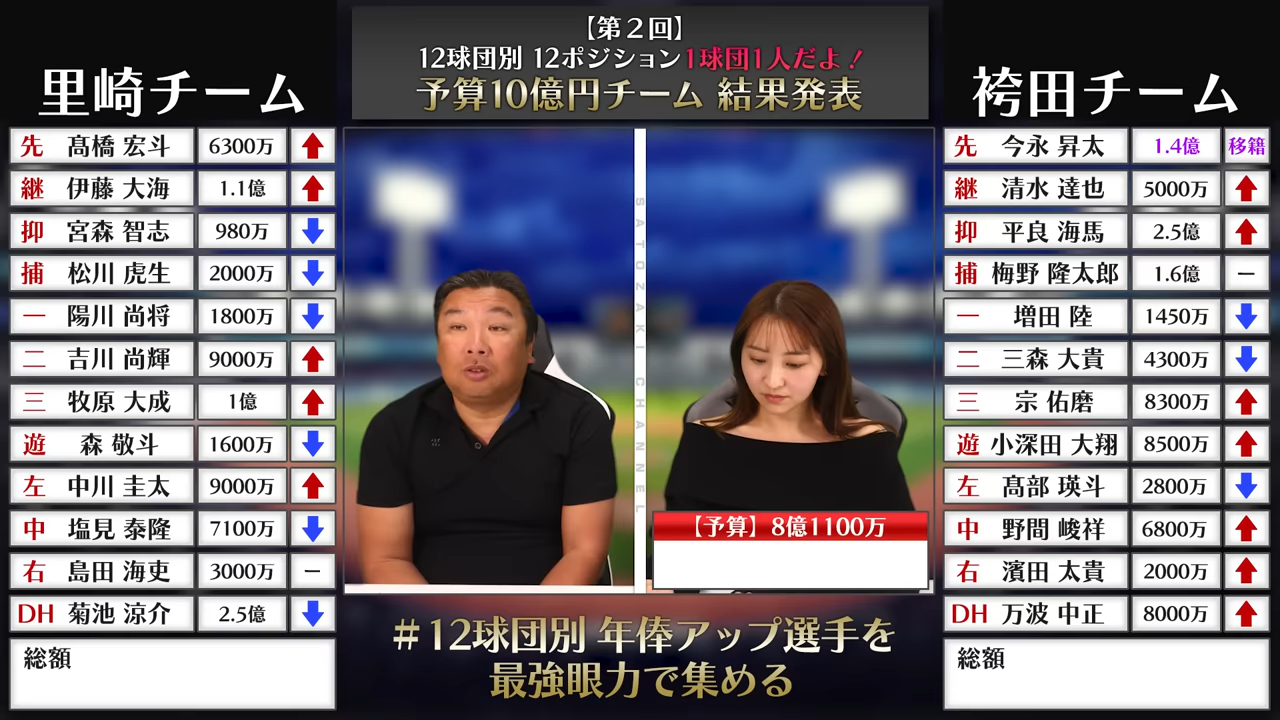 【第２回】
12球団別 12ポジション1球団1人だよ！
予算10億円チーム 結果発表
里崎チーム
先 髙橋 宏斗 6300万
継 伊藤 大海 1.1億
抑 宮森 智志 980万
捕 松川 虎生 2000万
一 陽川 尚将 1800万
二 吉川 尚輝 9000万
三 牧原 大成 1億
遊 森 敬斗 1600万
左 中川 圭太 9000万
中 塩見 泰隆 7100万
右 島田 海吏 3000万 −
DH 菊池 涼介 2.5億
総額
SATOZAKI CHANNEL
【予算】8億1100万
＃12球団別 年俸アップ選手を
最強眼力で集める
袴田チーム
先 今永 昇太 1.4億 移籍
継 清水 達也 5000万
抑 平良 海馬 2.5億
捕 梅野 隆太郎 1.6億 −
一 増田 陸 1450万
二 三森 大貴 4300万
三 宗 佑磨 8300万
遊 小深田 大翔 8500万
左 髙部 瑛斗 2800万
中 野間 峻祥 6800万
右 濱田 太貴 2000万
DH 万波 中正 8000万
総額